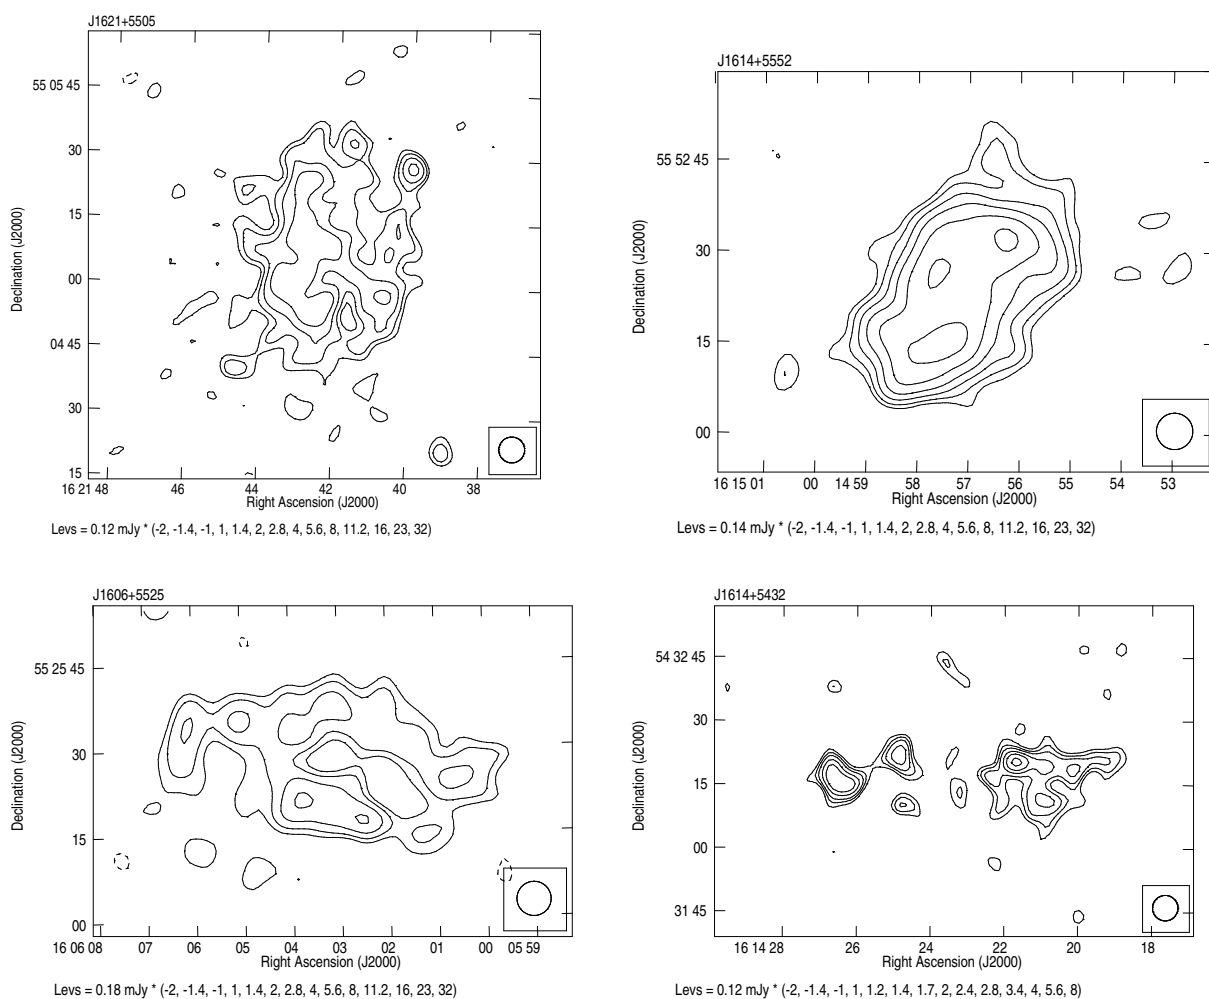 J1621+5505
Declination (J2000)
55 05 45
30
15
00
04 45
30
15
16 21 48
46
44
42
40
38
Right Ascension (J2000)
Levs = 0.12 mJy * (-2, -1.4, -1, 1, 1.4, 2, 2.8, 4, 5.6, 8, 11.2, 16, 23, 32)
J1614+5552
Declination (J2000)
55 52 45
30
15
00
16 15 01
00
14 59
58
57
56
55
54
53
Right Ascension (J2000)
Levs = 0.14 mJy * (-2, -1.4, -1, 1, 1.4, 2, 2.8, 4, 5.6, 8, 11.2, 16, 23, 32)
J1606+5525
Declination (J2000)
55 25 45
30
15
00
16 06 08
07
06
05
04
03
02
01
00
05 59
Right Ascension (J2000)
Levs = 0.18 mJy * (-2, -1.4, -1, 1, 1.4, 2, 2.8, 4, 5.6, 8, 11.2, 16, 23, 32)
J1614+5432
Declination (J2000)
54 32 45
30
15
00
31 45
16 14 28
26
24
22
20
18
Right Ascension (J2000)
Levs = 0.12 mJy * (-2, -1.4, -1, 1, 1.2, 1.4, 1.7, 2, 2.4, 2.8, 3.4, 4, 5.6, 8)